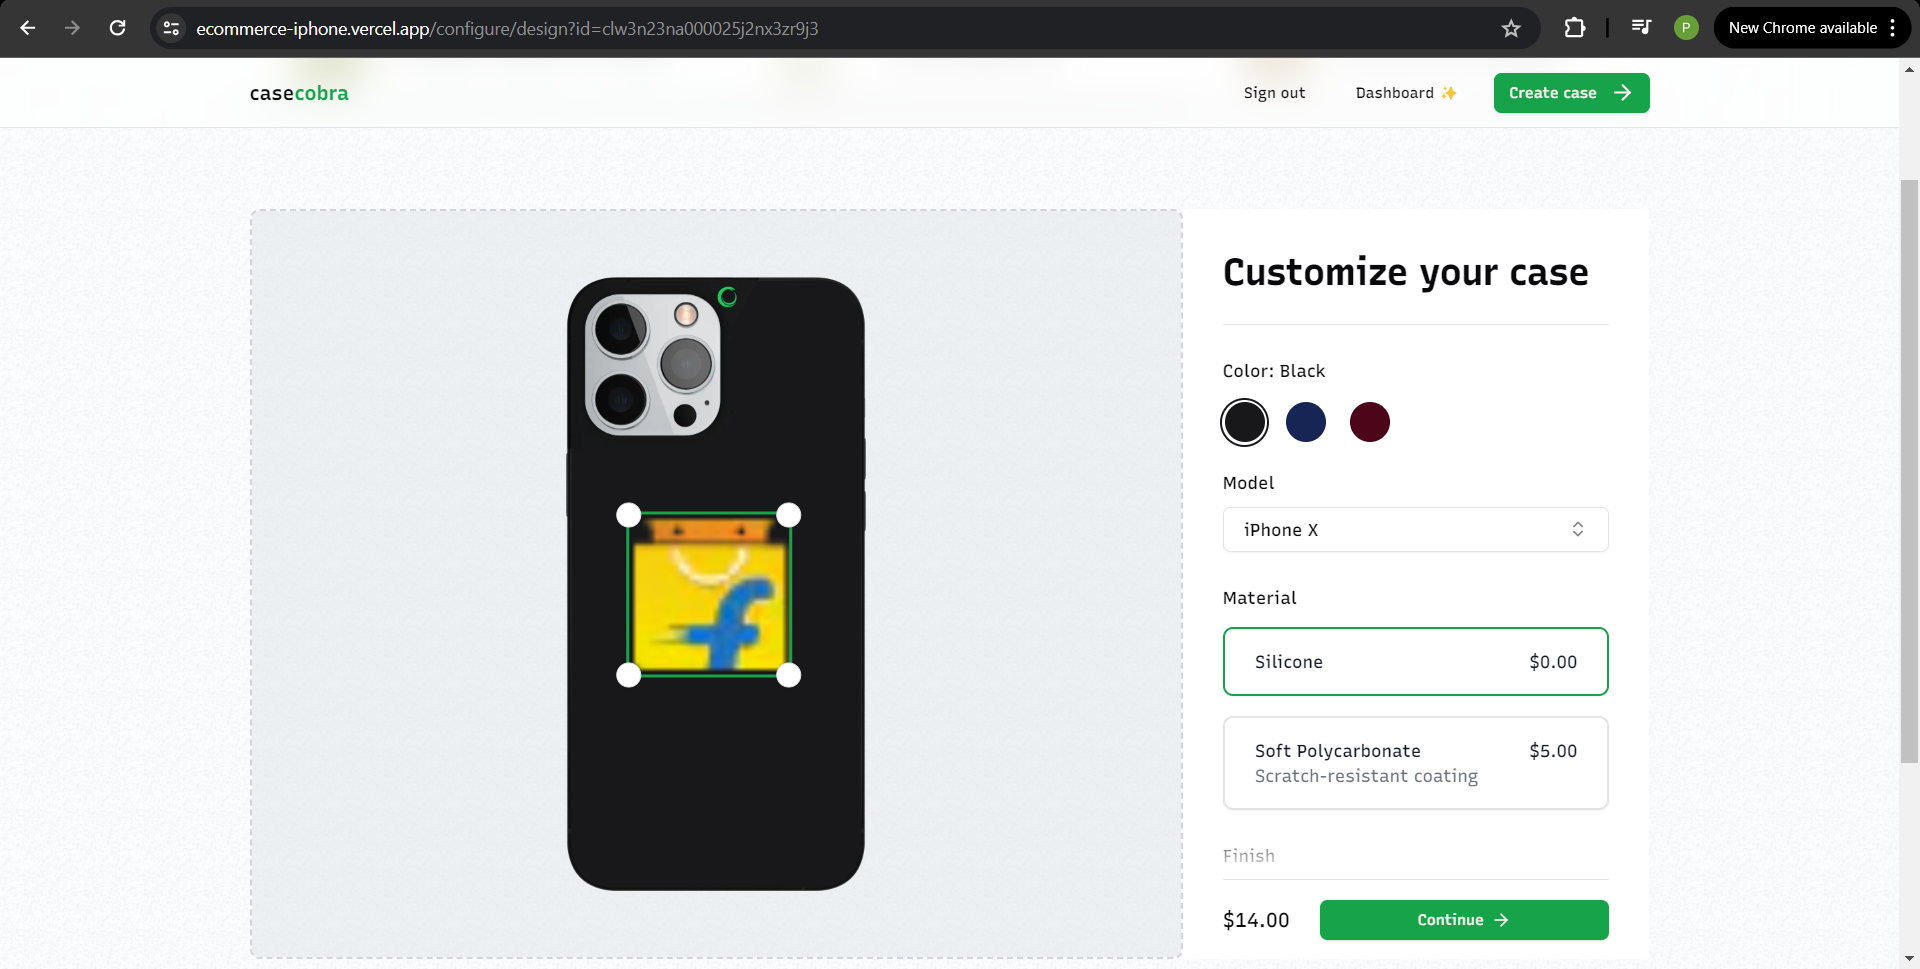 ecommerce-iphone.vercel.app/configure/design?id=clw3n23na000025j2nx3zr9j3
P
New Chrome available
casecobra
Sign out
Dashboard ✨
Create case →
Customize your case
Color: Black
Model
iPhone X
Material
Silicone
$0.00
Soft Polycarbonate
$5.00
Scratch-resistant coating
Finish
$14.00
Continue →
f